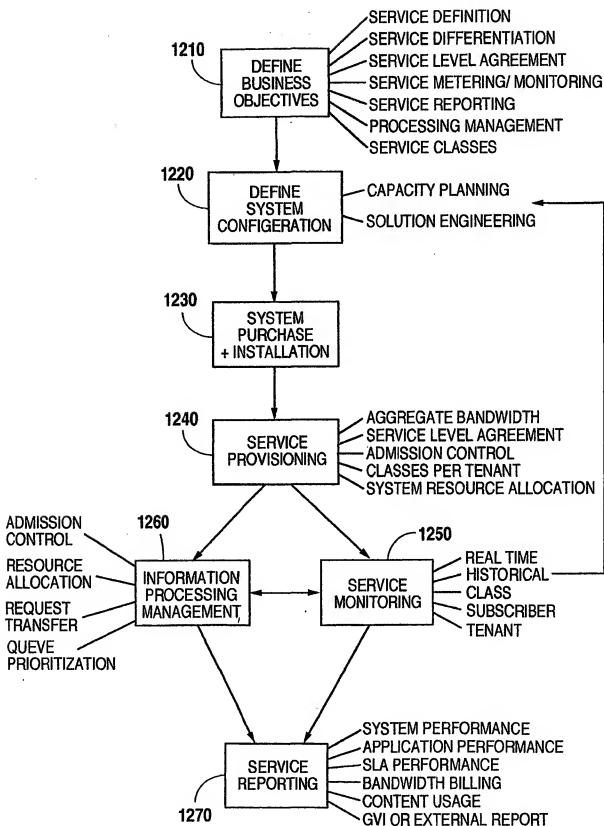 1210
DEFINE
BUSINESS
OBJECTIVES
SERVICE DEFINITION
SERVICE DIFFERENTIATION
SERVICE LEVEL AGREEMENT
SERVICE METERING/ MONITORING
SERVICE REPORTING
PROCESSING MANAGEMENT
SERVICE CLASSES
1220
DEFINE
SYSTEM
CONFIGERATION
CAPACITY PLANNING
SOLUTION ENGINEERING
1230
SYSTEM
PURCHASE
+ INSTALLATION
1240
SERVICE
PROVISIONING
AGGREGATE BANDWIDTH
SERVICE LEVEL AGREEMENT
ADMISSION CONTROL
CLASSES PER TENANT
SYSTEM RESOURCE ALLOCATION
1260
ADMISSION
CONTROL
RESOURCE
ALLOCATION
REQUEST
TRANSFER
QUEVE
PRIORITIZATION
INFORMATION
PROCESSING
MANAGEMENT
1250
SERVICE
MONITORING
REAL TIME
HISTORICAL
CLASS
SUBSCRIBER
TENANT
1270
SERVICE
REPORTING
SYSTEM PERFORMANCE
APPLICATION PERFORMANCE
SLA PERFORMANCE
BANDWIDTH BILLING
CONTENT USAGE
GVI OR EXTERNAL REPORT